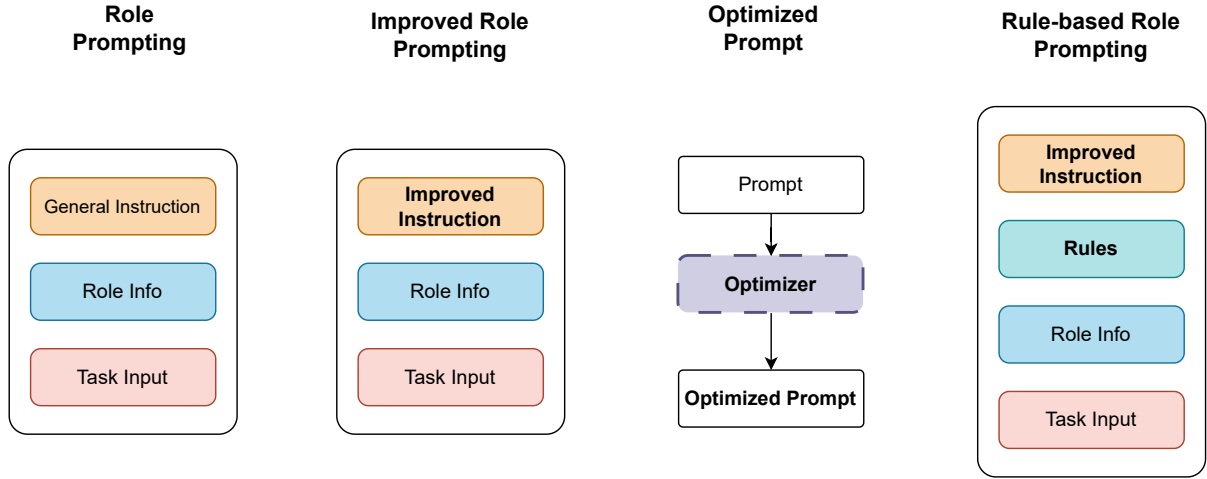 Role
Prompting
General Instruction
Role Info
Task Input
Improved Role
Prompting
Improved
Instruction
Role Info
Task Input
Optimized
Prompt
Prompt
Optimizer
Optimized Prompt
Rule-based Role
Prompting
Improved
Instruction
Rules
Role Info
Task Input